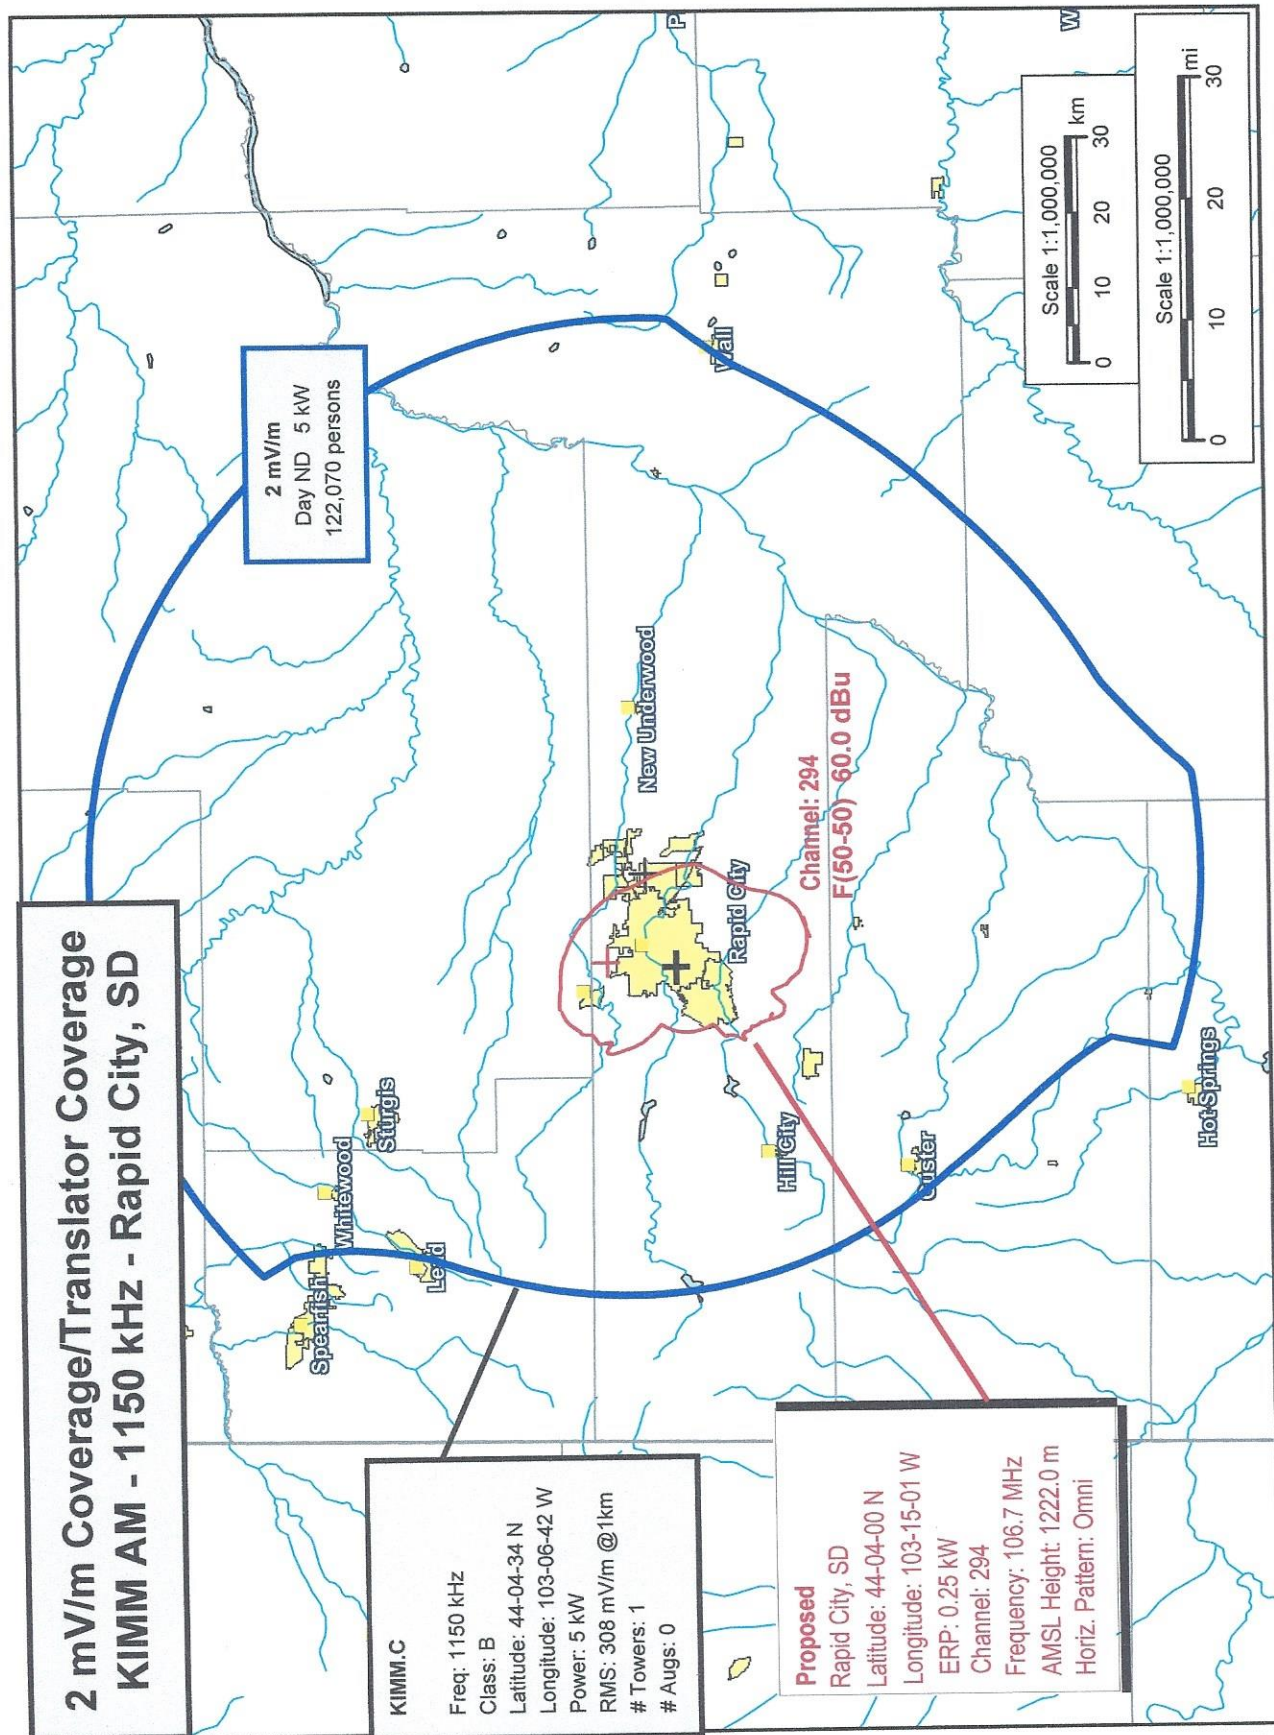 2 mV/m Coverage/Translator Coverage
KIMM AM - 1150 kHz - Rapid City, SD
2 mV/m
Day ND 5 kW
122,070 persons
KIMM.C
Freq: 1150 kHz
Class: B
Latitude: 44-04-34 N
Longitude: 103-06-42 W
Power: 5 kW
RMS: 308 mV/m @1km
# Towers: 1
# Augs: 0
Spearfish
Whitewood
Sturgis
Lead
New Underwood
Rapid City
Wall
Hill City
Custer
Hot Springs
Channel: 294
F(50-50) 60.0 dBu
Proposed
Rapid City, SD
Latitude: 44-04-00 N
Longitude: 103-15-01 W
ERP: 0.25 kW
Channel: 294
Frequency: 106.7 MHz
AMSL Height: 1222.0 m
Horiz. Pattern: Omni
P
W
Scale 1:1,000,000
0 10 20 30 km
Scale 1:1,000,000
0 10 20 30 mi